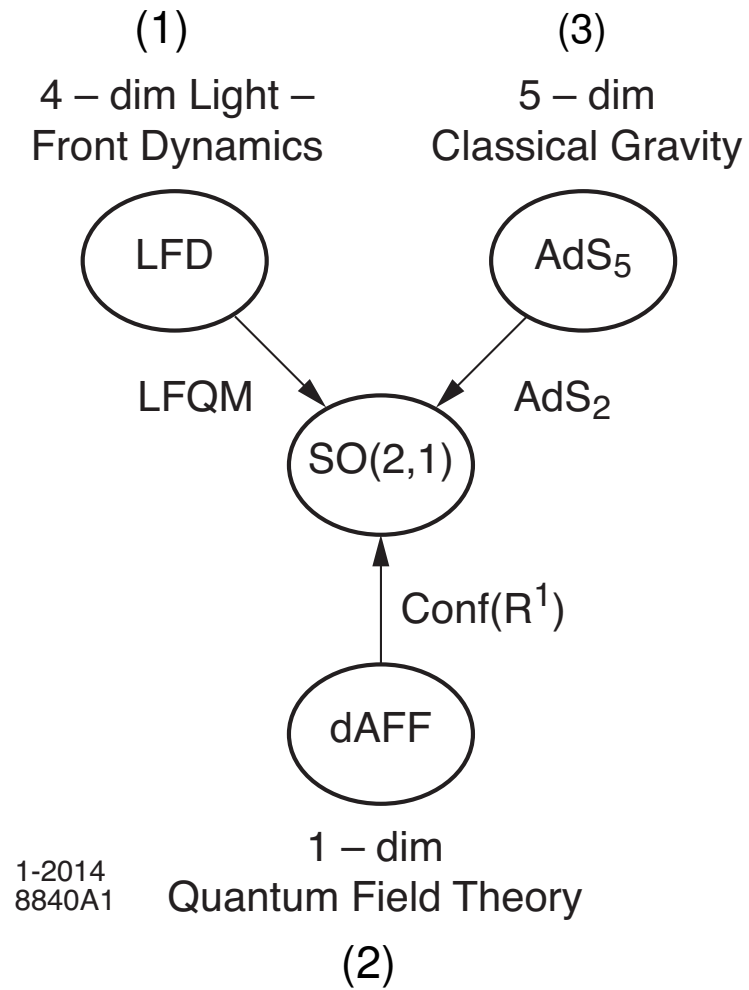 (1)
4 – dim Light –
Front Dynamics
LFD
LFQM
(3)
5 – dim
Classical Gravity
AdS₅
AdS₂
SO(2,1)
Conf(R¹)
dAFF
1 – dim
Quantum Field Theory
(2)
1-2014
8840A1